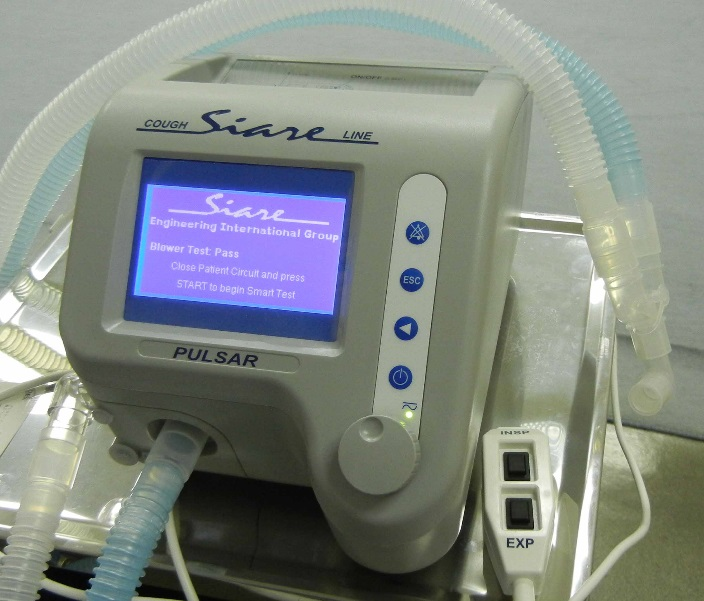 COUGH Siare LINE
Siare
Engineering International Group
Blower Test: Pass
Close Patient Circuit and press
START to begin Smart Test
ESC
PULSAR
INSP
EXP